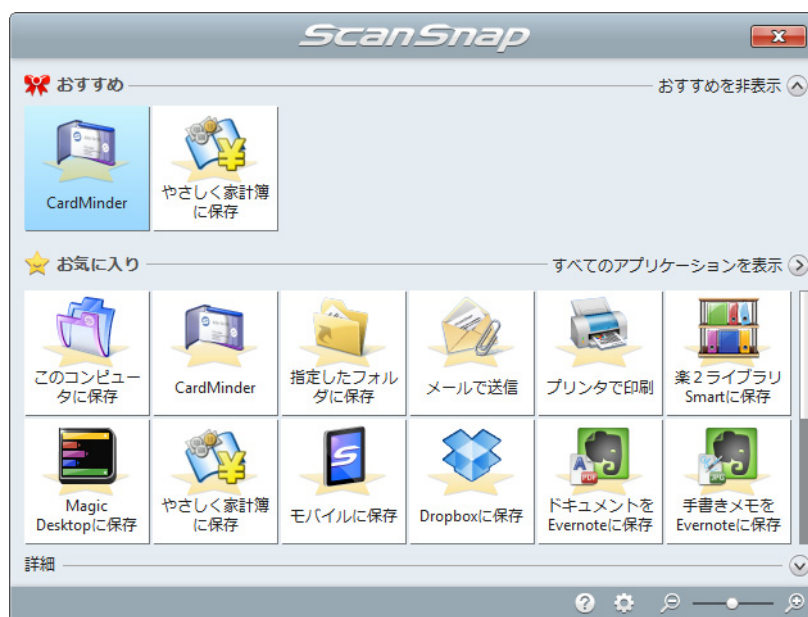 ScanSnap
おすすめ
おすすめを非表示
CardMinder
やさしく家計簿
に保存
お気に入り
すべてのアプリケーションを表示
このコンピュー
タに保存
CardMinder
指定したフォル
ダに保存
メールで送信
プリンタで印刷
楽2ライブラリ
Smartに保存
Magic
Desktopに保存
やさしく家計簿
に保存
モバイルに保存
Dropboxに保存
ドキュメントを
Evernoteに保存
手書きメモを
Evernoteに保存
詳細